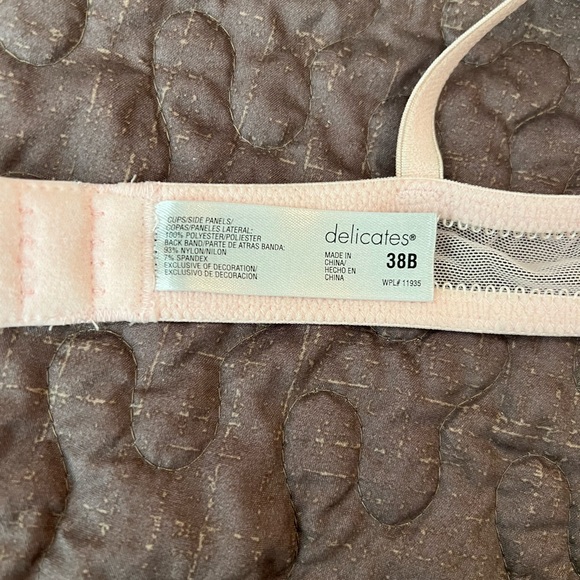 CUPS/SIDE PANELS/
COPAS/PANELES LATERAL:
100% POLYESTER/POLIESTER
BACK BAND/PARTE DE ATRAS BANDA:
93% NYLON/NILON
7% SPANDEX
EXCLUSIVE OF DECORATION/
EXCLUSIVO DE DECORACION
delicates®
MADE IN
CHINA/
HECHO EN
CHINA
38B
WPL# 11935